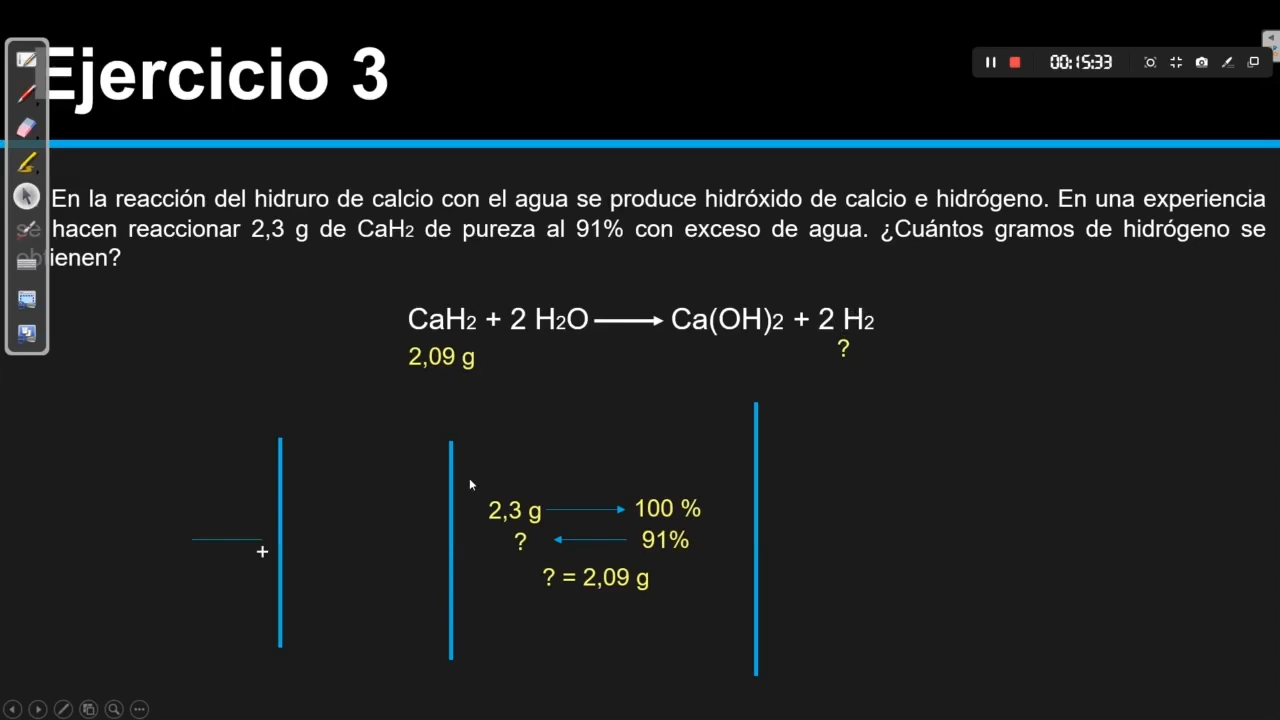 Ejercicio 3
00:15:33
En la reacción del hidruro de calcio con el agua se produce hidróxido de calcio e hidrógeno. En una experiencia
se hacen reaccionar 2,3 g de CaH2 de pureza al 91% con exceso de agua. ¿Cuántos gramos de hidrógeno se
obtienen?
CaH2 + 2 H2O ⟶ Ca(OH)2 + 2 H2
2,09 g
?
2,3 g → 100 %
? ← 91%
? = 2,09 g
+